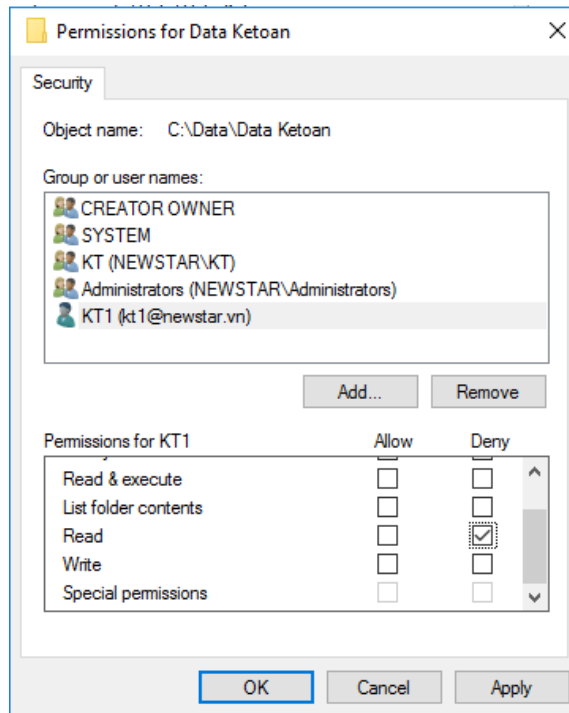 Permissions for Data Ketoan
Security
Object name: C:\Data\Data Ketoan
Group or user names:
CREATOR OWNER
SYSTEM
KT (NEWSTAR\KT)
Administrators (NEWSTAR\Administrators)
KT1 (kt1@newstar.vn)
Add... Remove
Permissions for KT1 Allow Deny
Read & execute
List folder contents
Read
Write
Special permissions
OK Cancel Apply